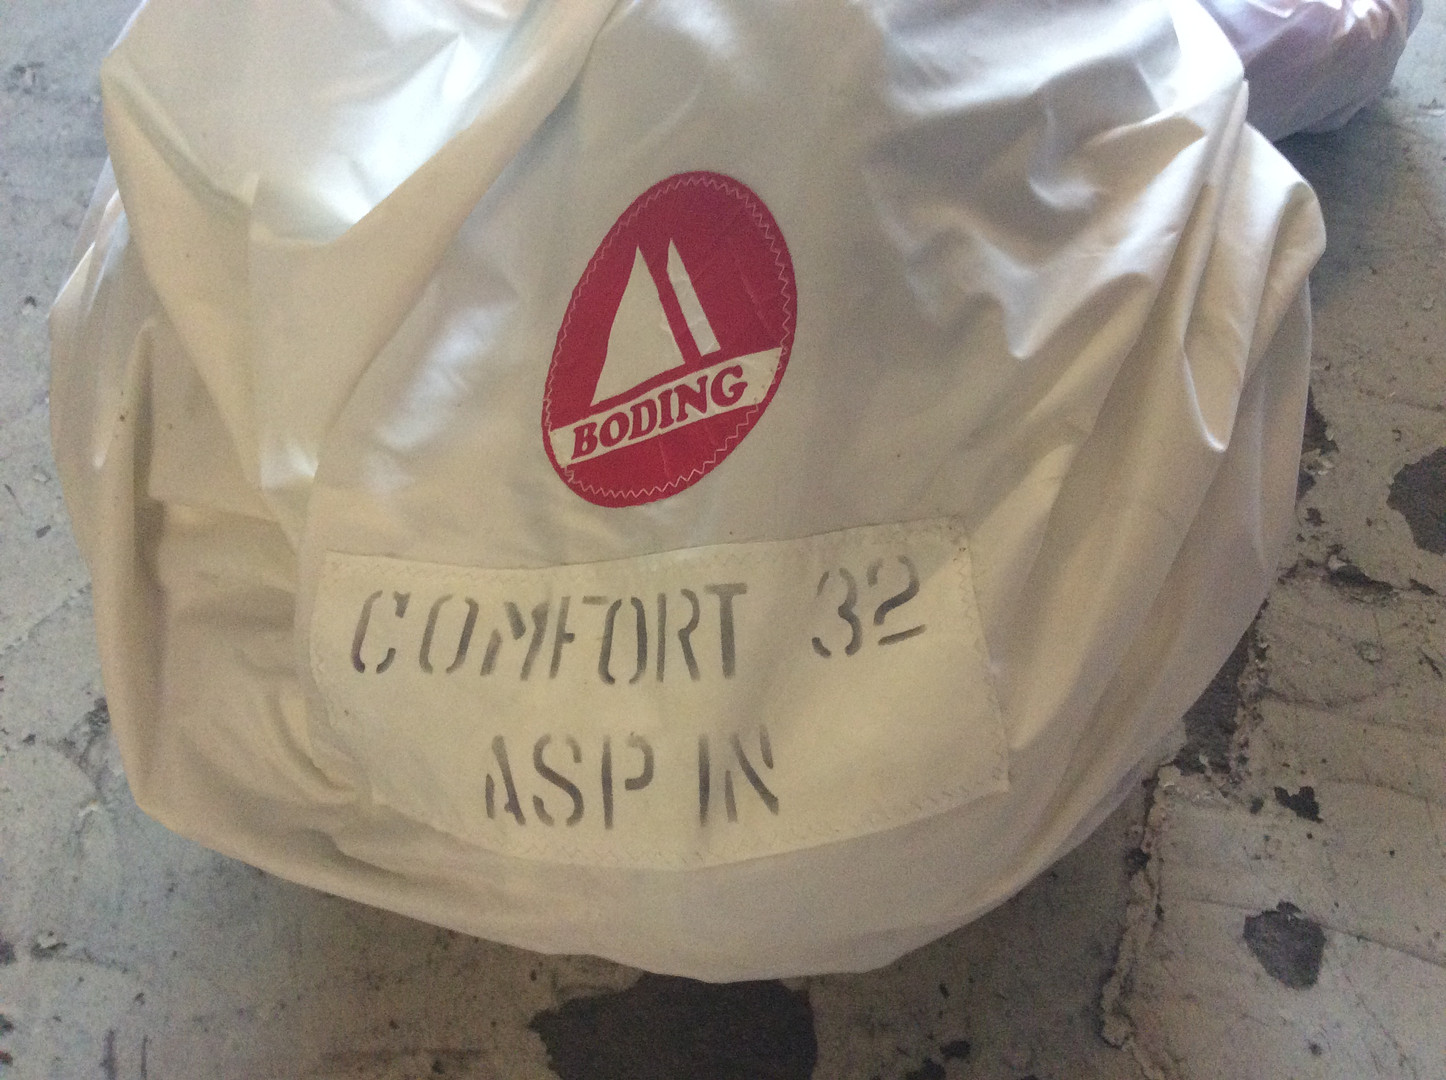 BODING
COMFORT 32
ASP IN